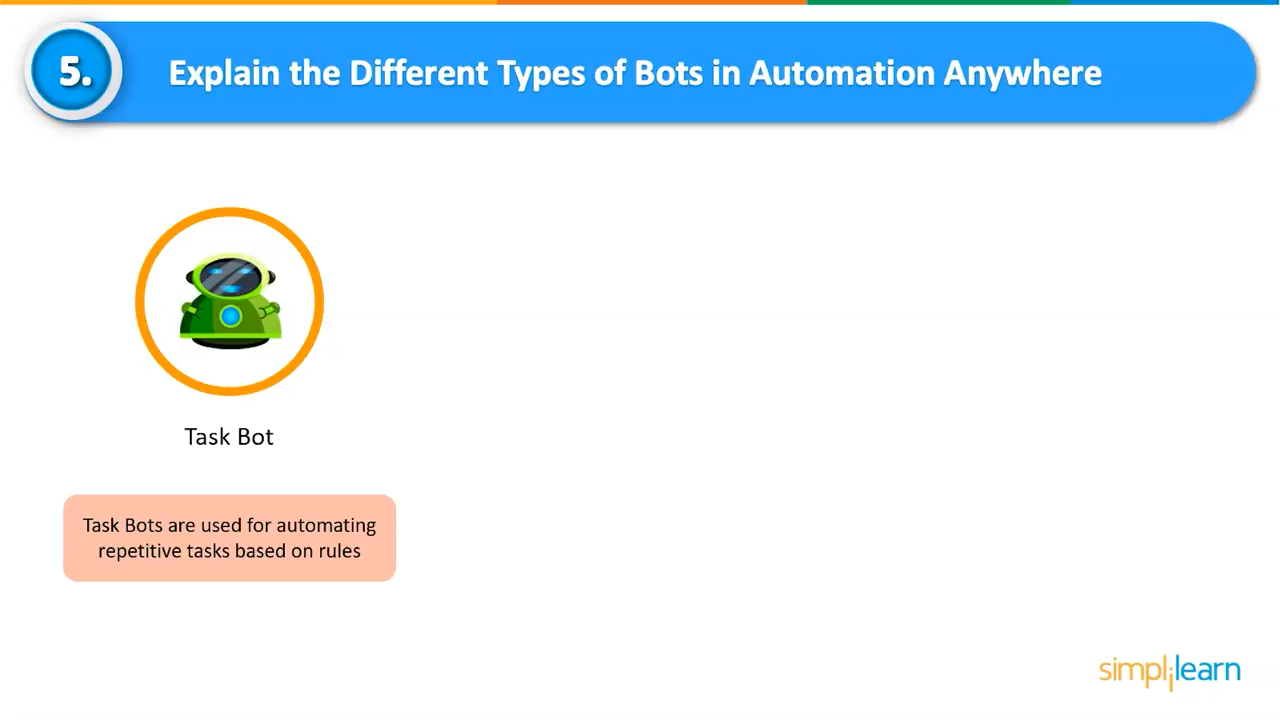 5.
Explain the Different Types of Bots in Automation Anywhere
Task Bot
Task Bots are used for automating
repetitive tasks based on rules
simplilearn